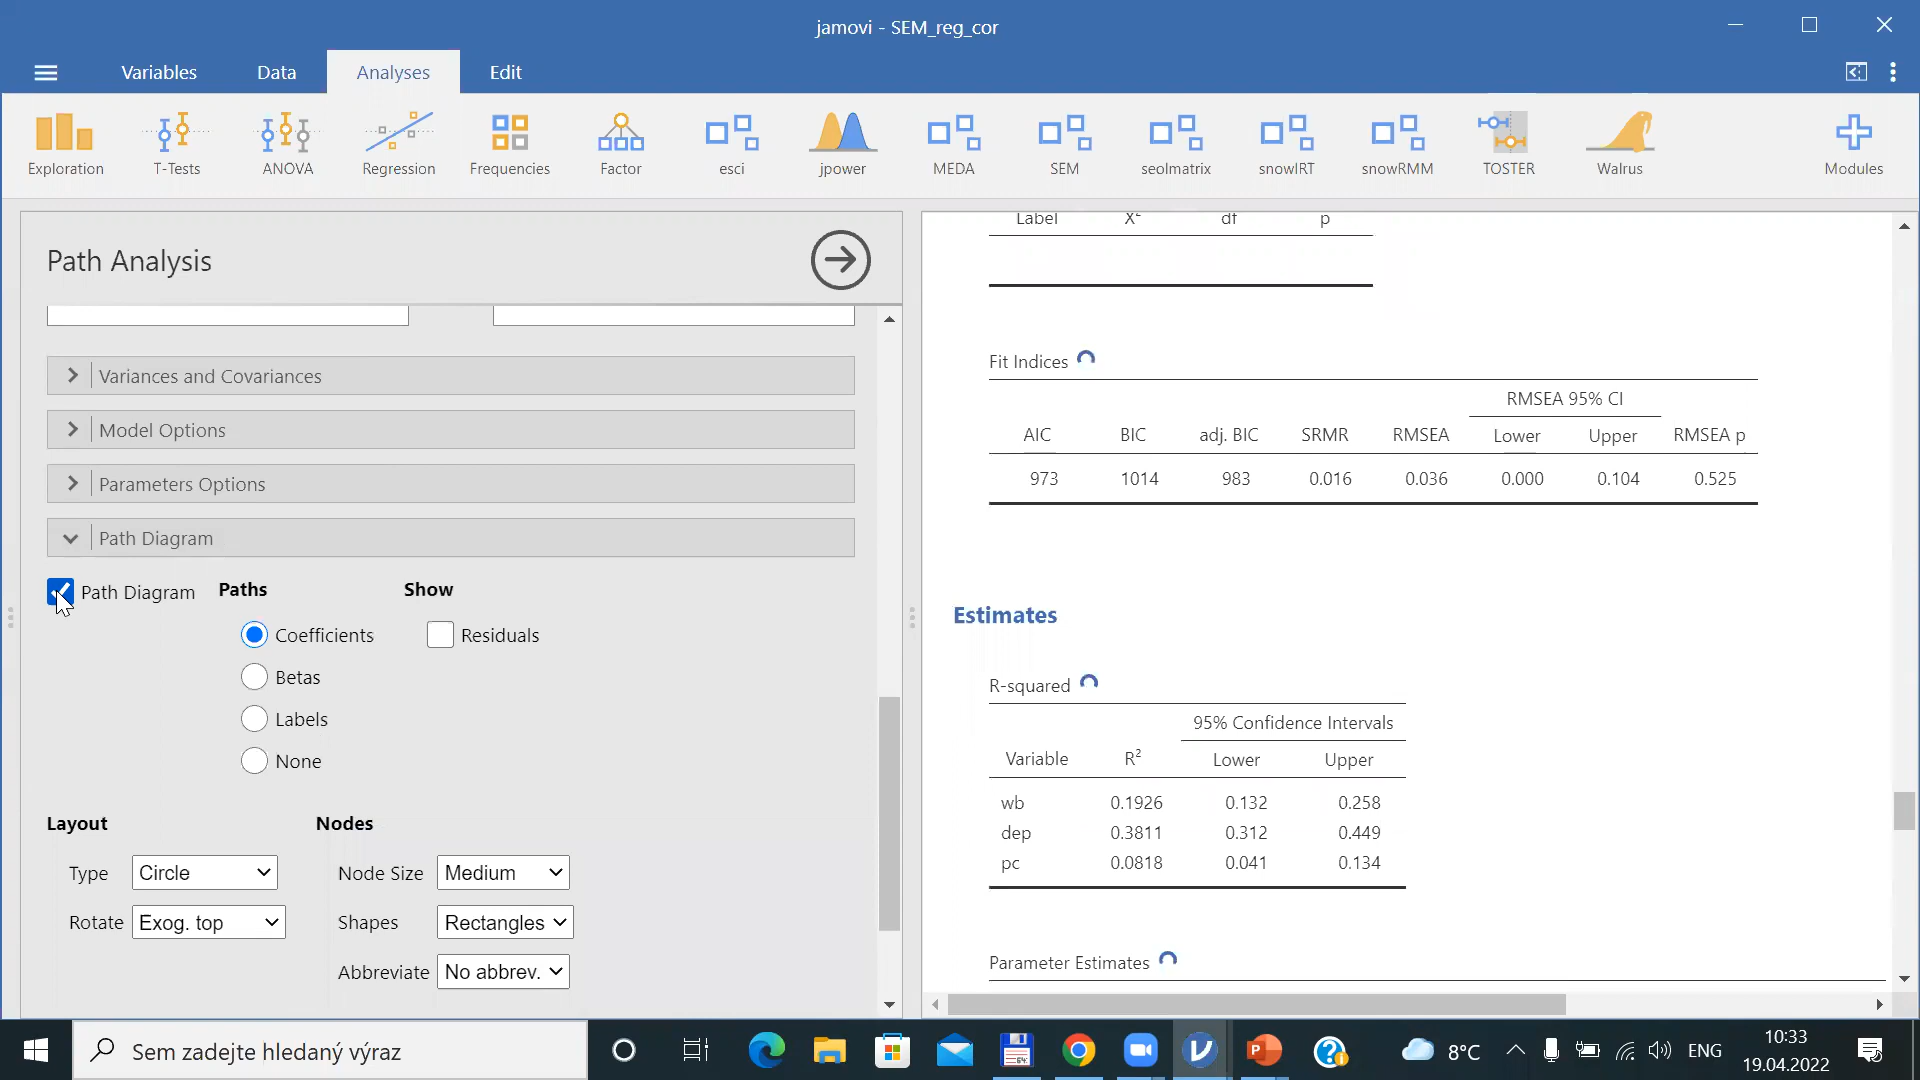 jamovi - SEM_reg_cor
Variables Data Analyses Edit
Exploration T-Tests ANOVA Regression Frequencies Factor esci jpower MEDA SEM seolmatrix snowIRT snowRMM TOSTER Walrus Modules
Path Analysis
Variances and Covariances
Model Options
Parameters Options
Path Diagram
Path Diagram Paths Show
Coefficients Residuals
Betas
Labels
None
Layout Nodes
Type Circle Node Size Medium
Rotate Exog. top Shapes Rectangles
Abbreviate No abbrev.
Label X² df p
Fit Indices
RMSEA 95% CI
AIC BIC adj. BIC SRMR RMSEA Lower Upper RMSEA p
973 1014 983 0.016 0.036 0.000 0.104 0.525
Estimates
R-squared
95% Confidence Intervals
Variable R² Lower Upper
wb 0.1926 0.132 0.258
dep 0.3811 0.312 0.449
pc 0.0818 0.041 0.134
Parameter Estimates
Sem zadejte hledaný výraz
64
8°C ENG 10:33
19.04.2022